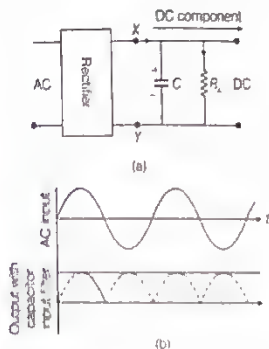 DC component
X
AC
Rectifier
C
DC
Y
(a)
AC input
Output with
capacitor
input filter
(b)